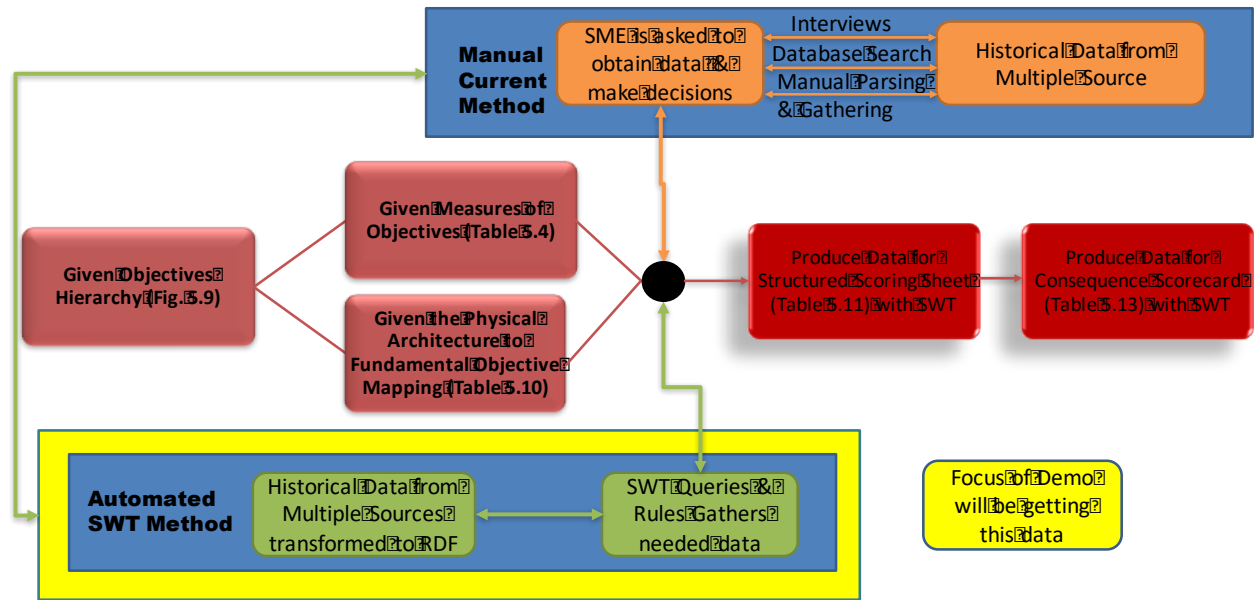 Manual
Current
Method
SME is asked to
obtain data &
make decisions
Interviews
Database Search
Manual Parsing
& Gathering
Historical Data from
Multiple Source
Given Objectives
Hierarchy (Fig. 5.9)
Given Measures of
Objectives (Table 5.4)
Given the Physical
Architecture to
Fundamental Objective
Mapping (Table 5.10)
Produce Data for
Structured Scoring Sheet
(Table 5.11) with SWT
Produce Data for
Consequence Scorecard
(Table 5.13) with SWT
Automated
SWT Method
Historical Data from
Multiple Sources
transformed to RDF
SWT Queries &
Rules Gathers
needed data
Focus of Demo
will be getting
this data